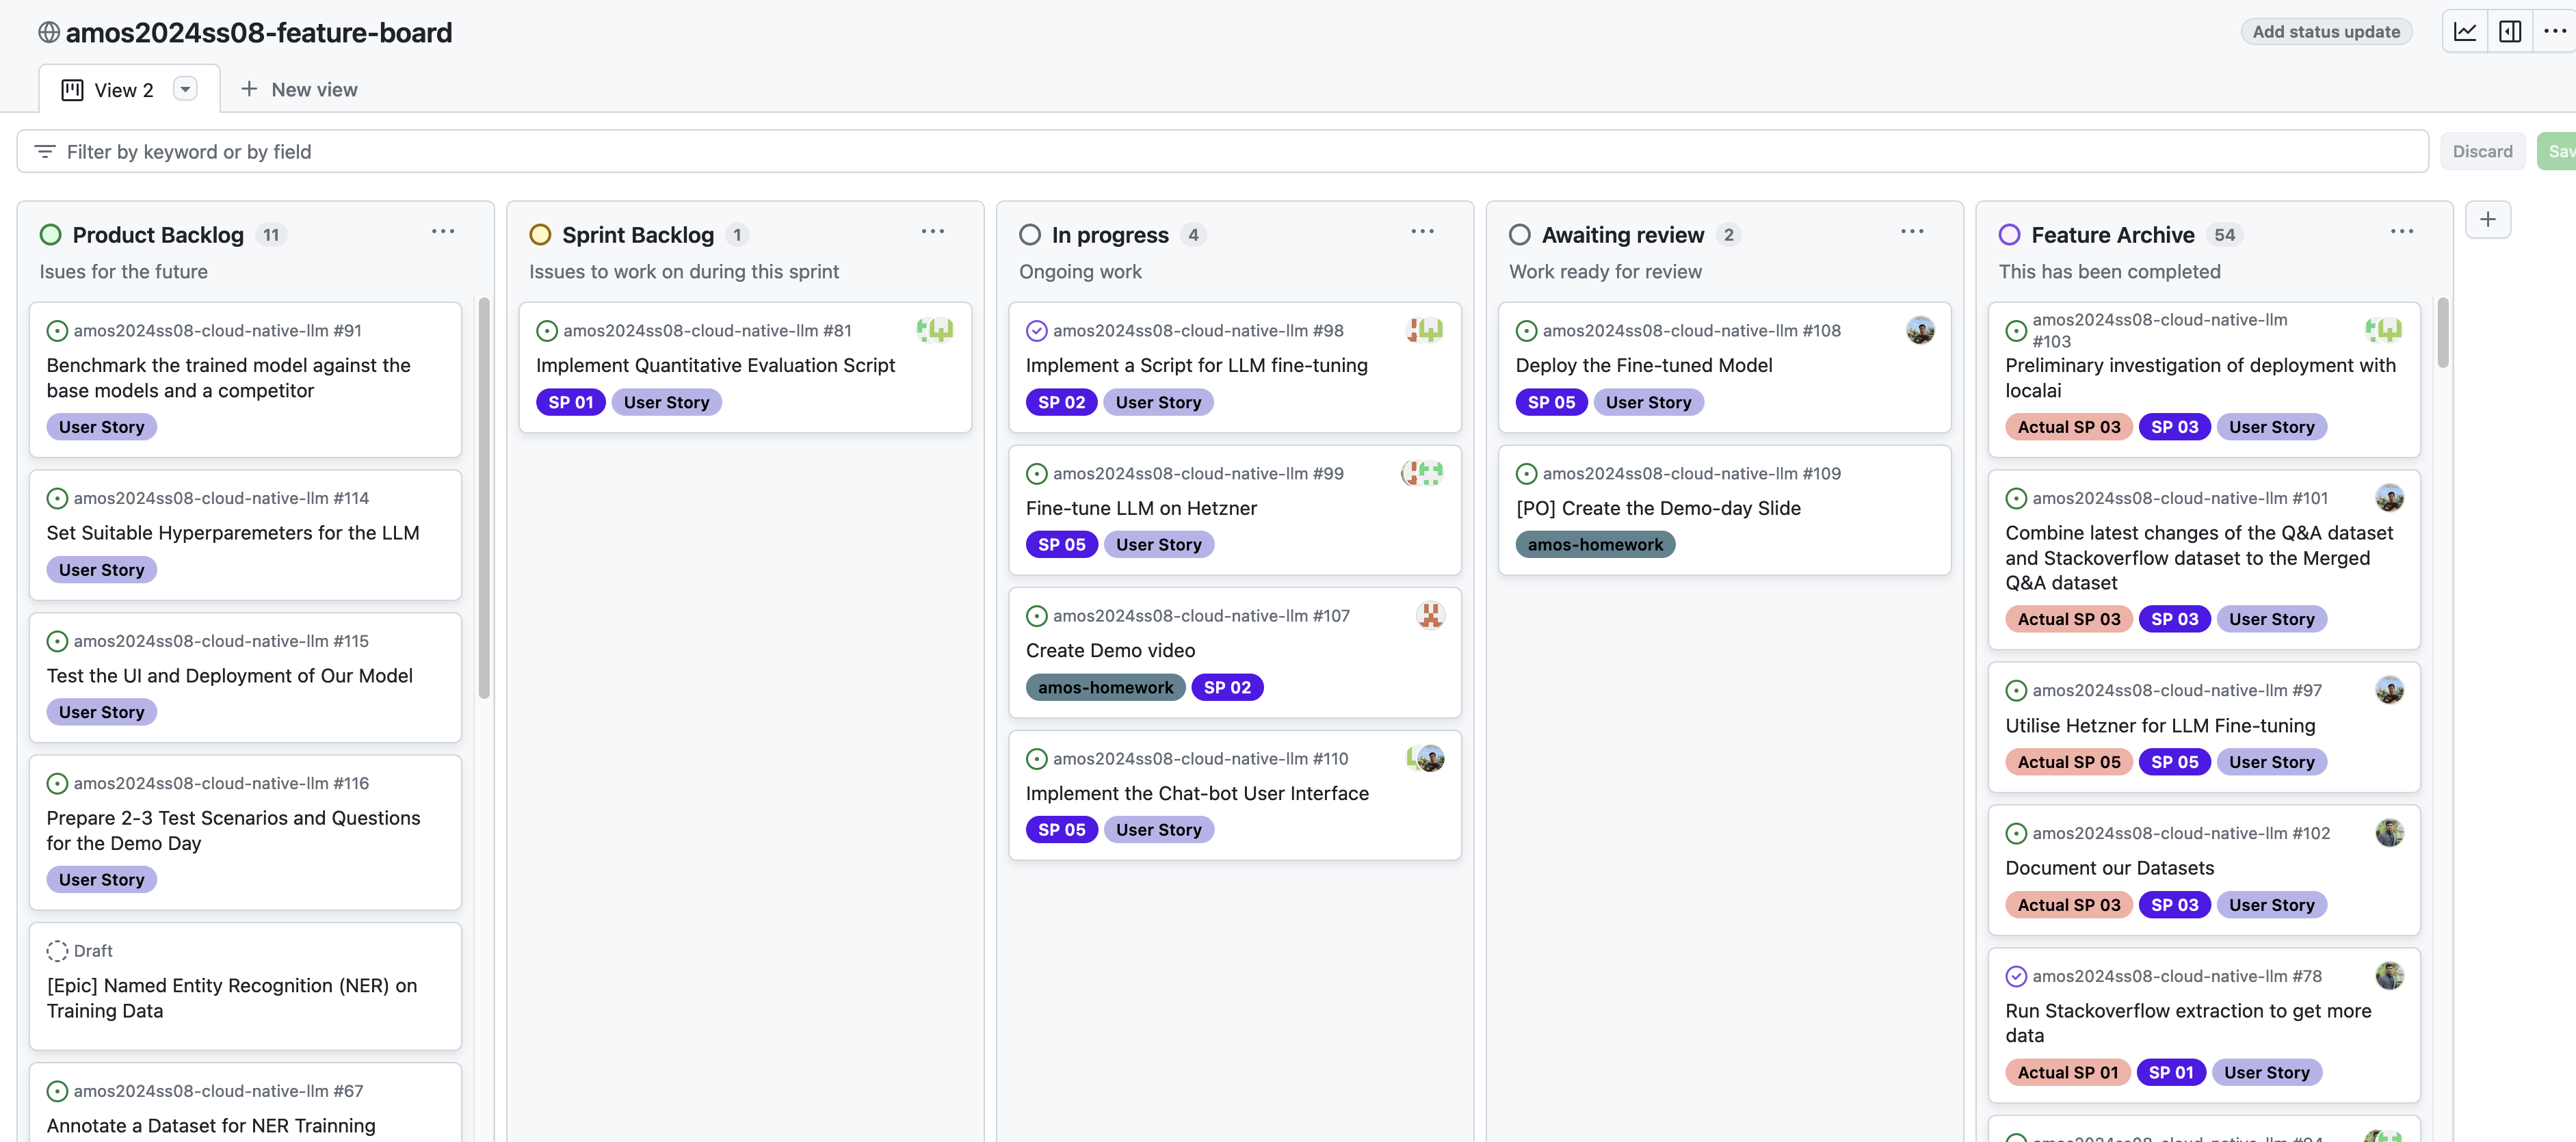 amos2024ss08-feature-board
Add status update
View 2
New view
Filter by keyword or by field
Discard
Sav
Product Backlog 11
Isues for the future
amos2024ss08-cloud-native-llm #91
Benchmark the trained model against the
base models and a competitor
User Story
amos2024ss08-cloud-native-llm #114
Set Suitable Hyperparemeters for the LLM
User Story
amos2024ss08-cloud-native-llm #115
Test the UI and Deployment of Our Model
User Story
amos2024ss08-cloud-native-llm #116
Prepare 2-3 Test Scenarios and Questions
for the Demo Day
User Story
Draft
[Epic] Named Entity Recognition (NER) on
Training Data
amos2024ss08-cloud-native-llm #67
Annotate a Dataset for NER Trainning
Sprint Backlog 1
Issues to work on during this sprint
amos2024ss08-cloud-native-llm #81
Implement Quantitative Evaluation Script
SP 01 User Story
In progress 4
Ongoing work
amos2024ss08-cloud-native-llm #98
Implement a Script for LLM fine-tuning
SP 02 User Story
amos2024ss08-cloud-native-llm #99
Fine-tune LLM on Hetzner
SP 05 User Story
amos2024ss08-cloud-native-llm #107
Create Demo video
amos-homework SP 02
amos2024ss08-cloud-native-llm #110
Implement the Chat-bot User Interface
SP 05 User Story
Awaiting review 2
Work ready for review
amos2024ss08-cloud-native-llm #108
Deploy the Fine-tuned Model
SP 05 User Story
amos2024ss08-cloud-native-llm #109
[PO] Create the Demo-day Slide
amos-homework
Feature Archive 54
This has been completed
amos2024ss08-cloud-native-llm
#103
Preliminary investigation of deployment with
localai
Actual SP 03 SP 03 User Story
amos2024ss08-cloud-native-llm #101
Combine latest changes of the Q&A dataset
and Stackoverflow dataset to the Merged
Q&A dataset
Actual SP 03 SP 03 User Story
amos2024ss08-cloud-native-llm #97
Utilise Hetzner for LLM Fine-tuning
Actual SP 05 SP 05 User Story
amos2024ss08-cloud-native-llm #102
Document our Datasets
Actual SP 03 SP 03 User Story
amos2024ss08-cloud-native-llm #78
Run Stackoverflow extraction to get more
data
Actual SP 01 SP 01 User Story